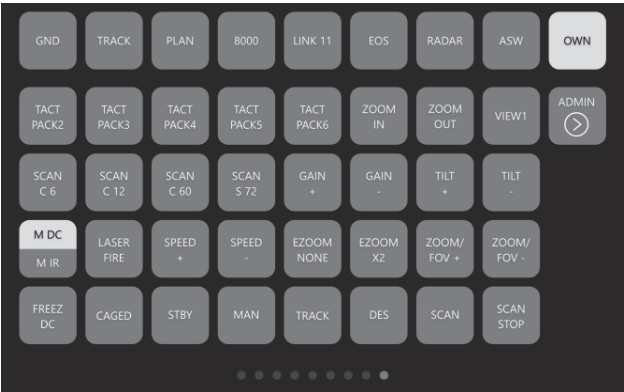 GND TRACK PLAN 8000 LINK 11 EOS RADAR ASW OWN
TACT TACT TACT TACT TACT ZOOM ZOOM VIEW1 ADMIN
PACK2 PACK3 PACK4 PACK5 PACK6 IN OUT
SCAN SCAN SCAN SCAN GAIN GAIN TILT TILT
C 6 C 12 C 60 S 72 + - + -
M DC LASER SPEED SPEED EZOOM EZOOM ZOOM/ ZOOM/
M IR FIRE + - NONE X2 FOV + FOV -
FREEZ CAGED STBY MAN TRACK DES SCAN SCAN
DC STOP